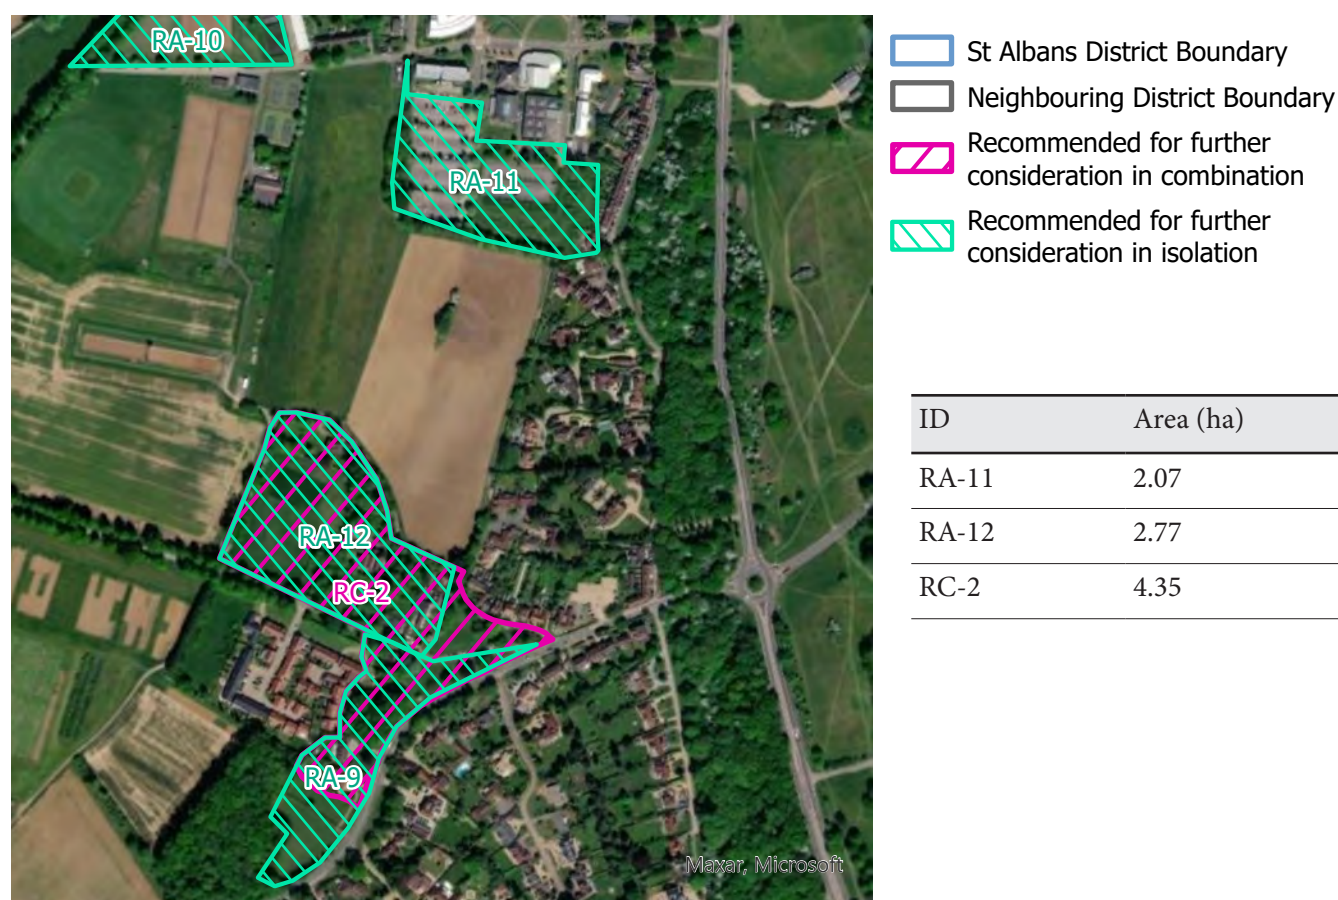 RA-10
RA-11
RA-12
RC-2
RA-9
Maxar, Microsoft
St Albans District Boundary
Neighbouring District Boundary
Recommended for further
consideration in combination
Recommended for further
consideration in isolation
ID Area (ha)
RA-11 2.07
RA-12 2.77
RC-2 4.35